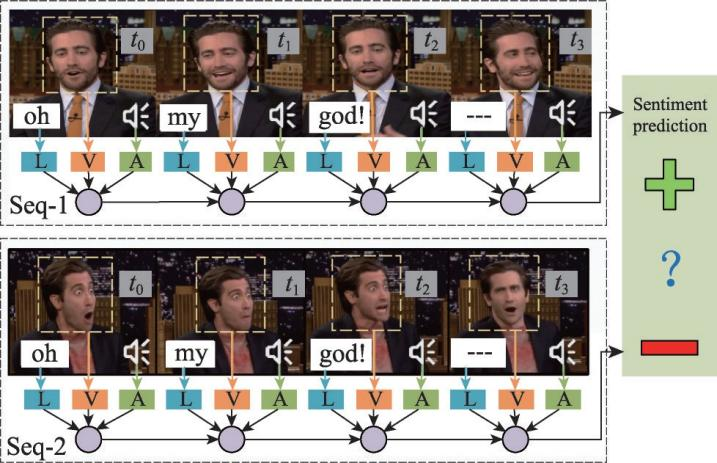 t0 t1 t2 t3
oh my god! ---
L V A L V A L V A L V A
Seq-1
Sentiment
prediction
?
t0 t1 t2 t3
oh my god! ---
L V A L V A L V A L V A
Seq-2